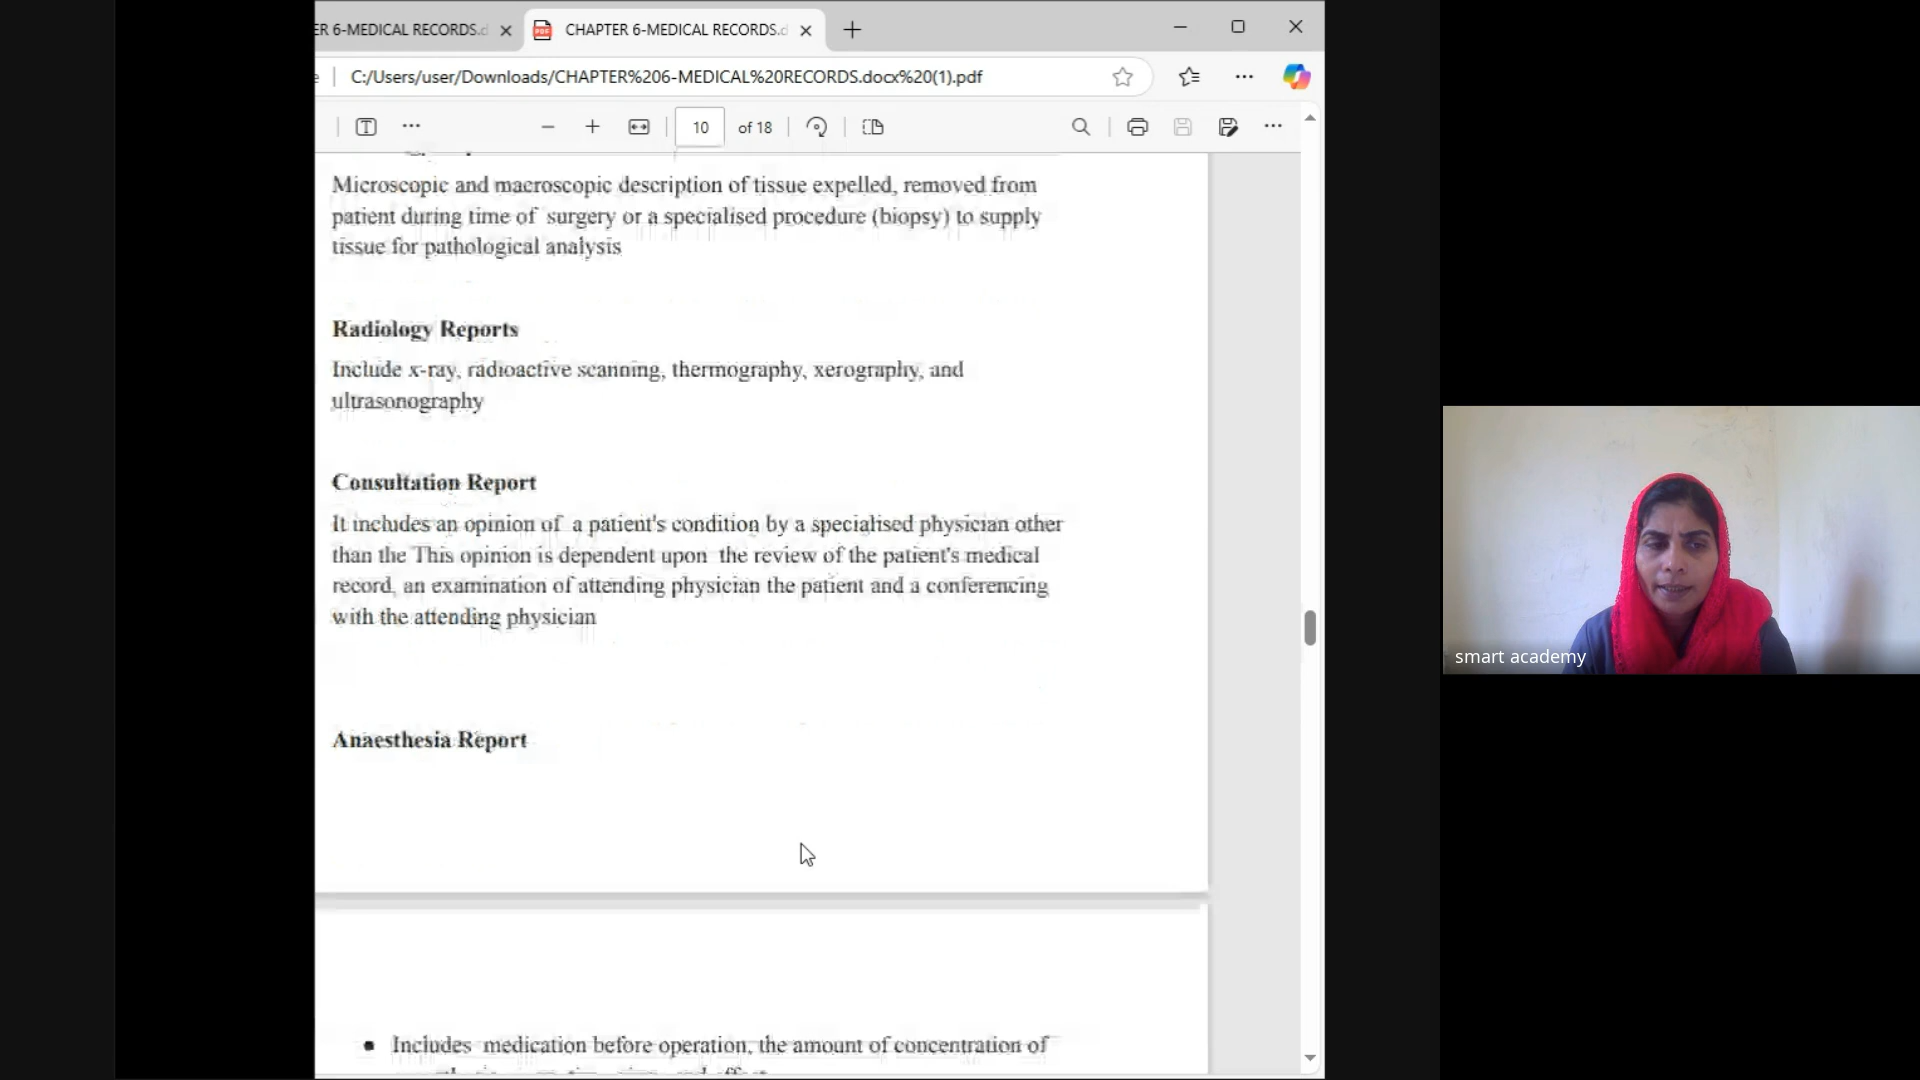 ER 6-MEDICAL RECORDS.d
CHAPTER 6-MEDICAL RECORDS.d
C:/Users/user/Downloads/CHAPTER%206-MEDICAL%20RECORDS.docx%20(1).pdf
10 of 18
Microscopic and macroscopic description of tissue expelled, removed from
patient during time of surgery or a specialised procedure (biopsy) to supply
tissue for pathological analysis
Radiology Reports
Include x-ray, radioactive scanning, thermography, xerography, and
ultrasonography
Consultation Report
It includes an opinion of a patient's condition by a specialised physician other
than the This opinion is dependent upon the review of the patient's medical
record, an examination of attending physician the patient and a conferencing
with the attending physician
Anaesthesia Report
• Includes medication before operation, the amount of concentration of
smart academy